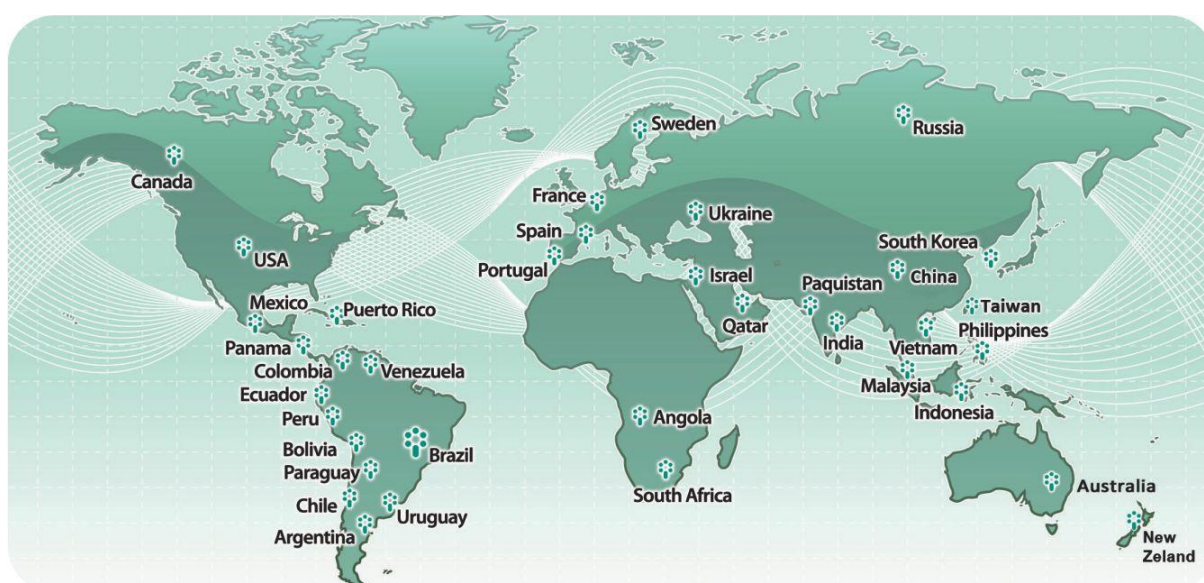 Sweden
Russia
Canada
France
Ukraine
Spain
South Korea
USA
Portugal
Israel
China
Paquistan
Mexico
Puerto Rico
Qatar
Taiwan
Philippines
India
Vietnam
Panama
Colombia
Venezuela
Malaysia
Ecuador
Indonesia
Peru
Angola
Bolivia
Brazil
Paraguay
Australia
South Africa
Chile
Uruguay
Argentina
New
Zeland